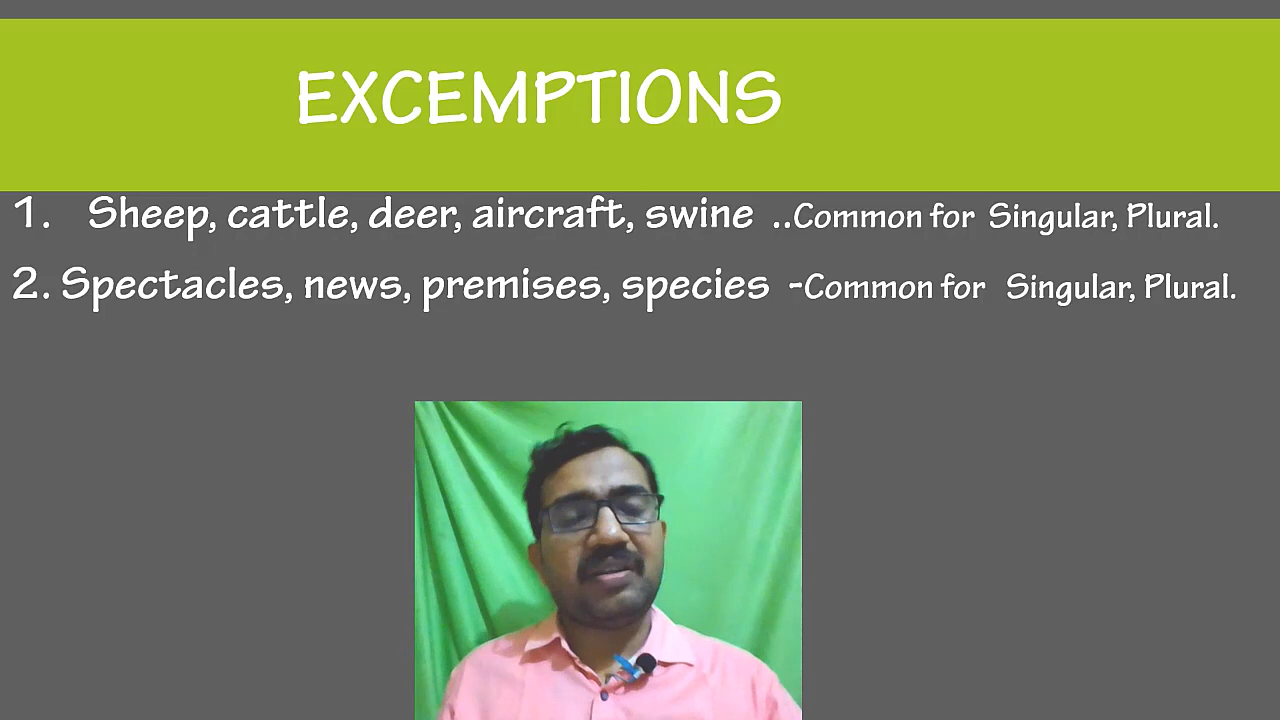 EXCEMPTIONS
1. Sheep, cattle, deer, aircraft, swine ..Common for Singular, Plural.
2. Spectacles, news, premises, species -Common for Singular, Plural.